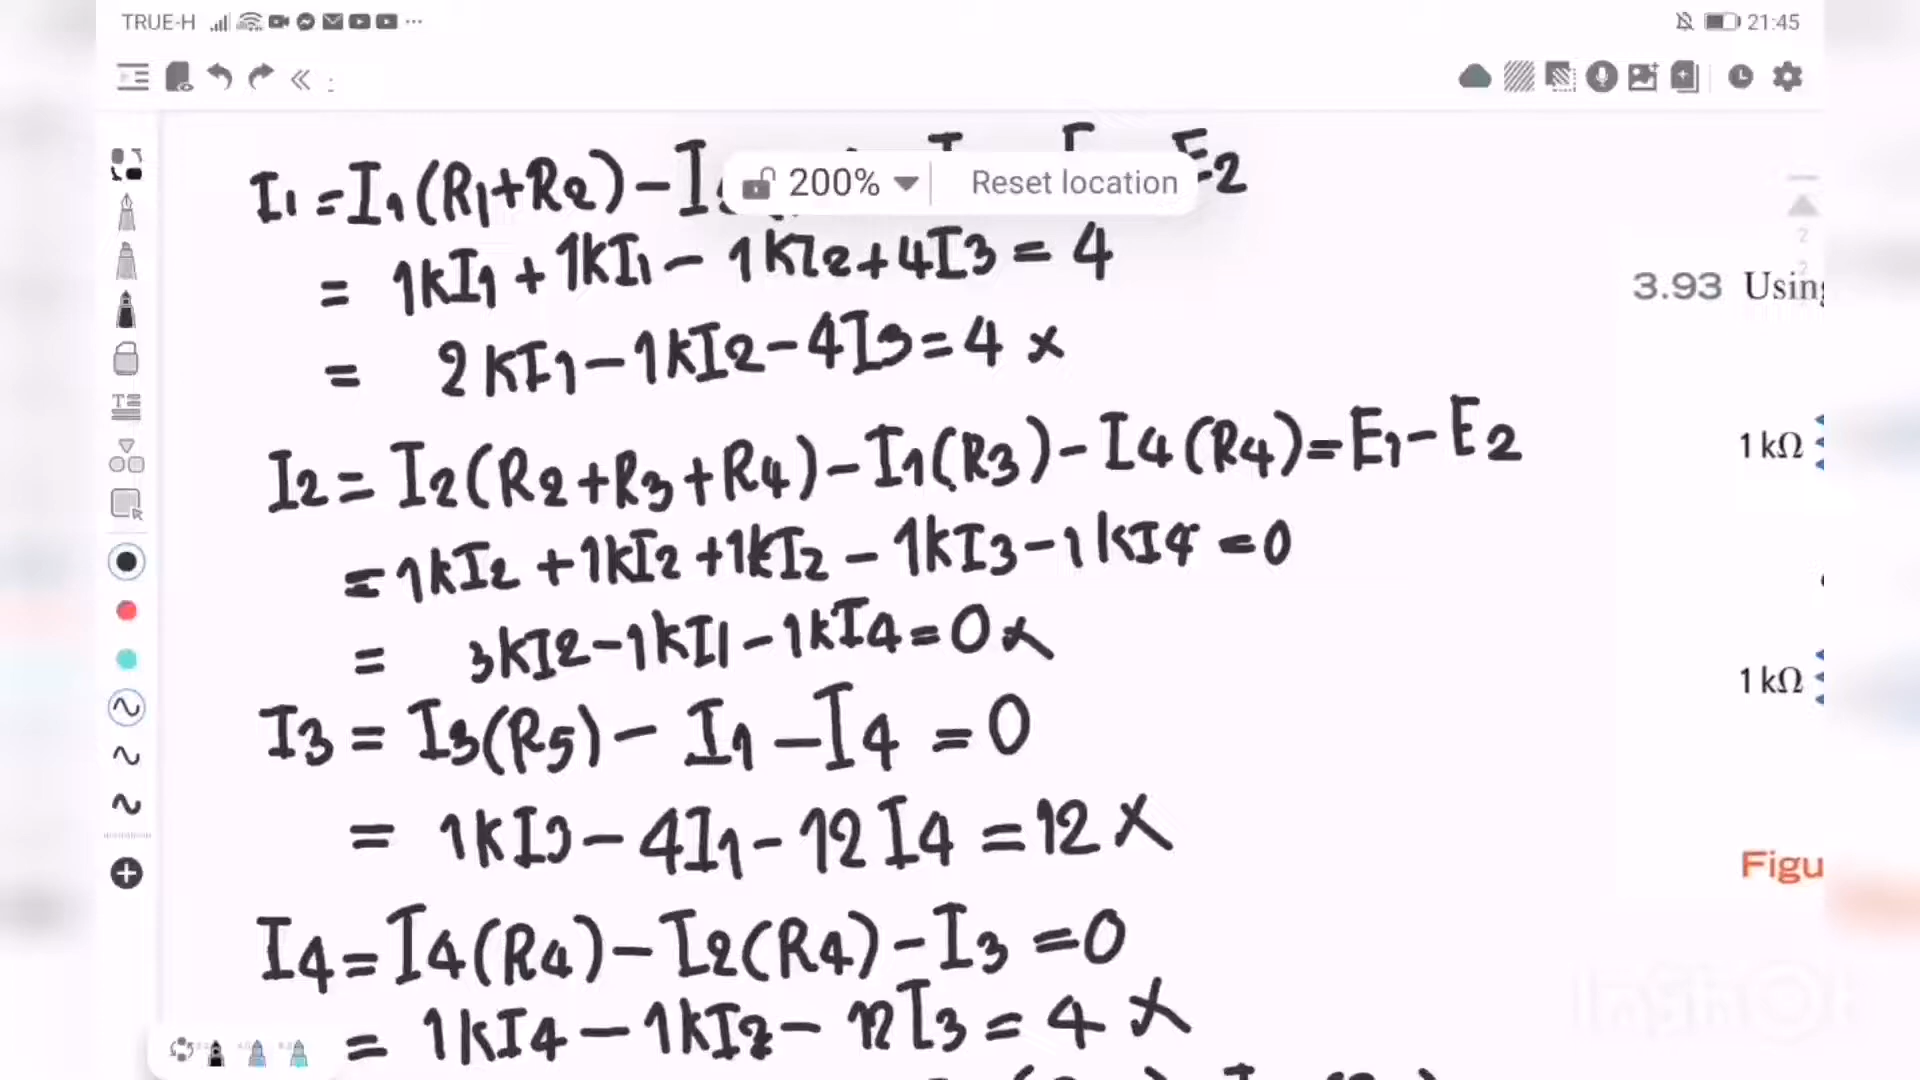 TRUE-H
21:45
200% Reset location
I1 = I1(R1+R2) - I E2
= 1kI1 + 1kI1 - 1kI2 + 4I3 = 4
= 2kI1 - 1kI2 - 4I3 = 4 x
I2 = I2(R2+R3+R4) - I1(R3) - I4(R4) = E1 - E2
= 1kI2 + 1kI2 + 1kI2 - 1kI3 - 1kI4 = 0
= 3kI2 - 1kI1 - 1kI4 = 0 x
I3 = I3(R5) - I1 - I4 = 0
= 1kI3 - 4I1 - 12I4 = 12 x
I4 = I4(R4) - I2(R4) - I3 = 0
= 1kI4 - 1kI2 - 12I3 = 4 x
2
3.93 Using
1 kΩ
1 kΩ
Figu